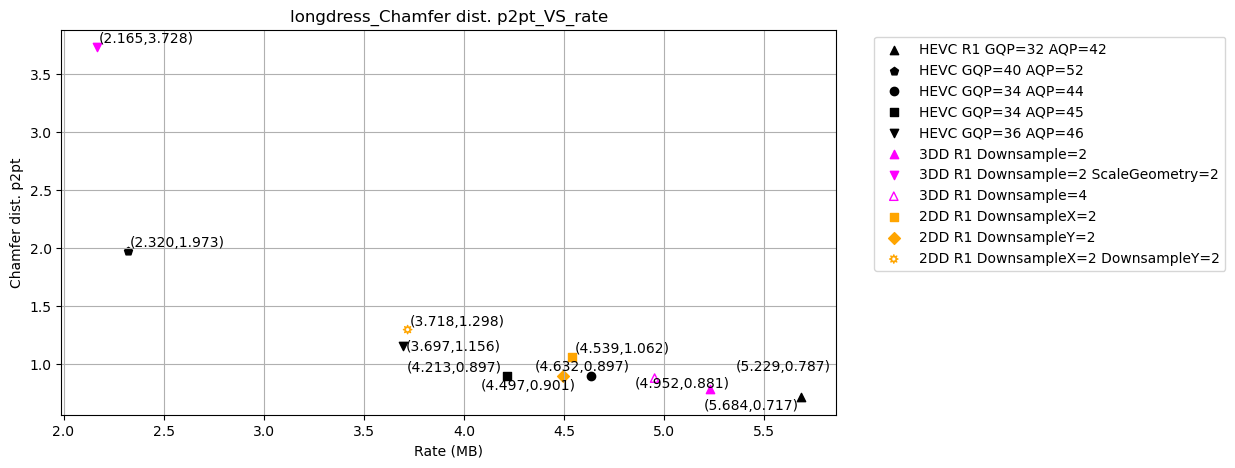 longdress_Chamfer dist. p2pt_VS_rate
(2.165,3.728)
(2.320,1.973)
(3.718,1.298)
(3.697,1.156)
(4.539,1.062)
(4.213,0.897)
(4.632,0.897)
(5.229,0.787)
(4.497,0.901)
(4.952,0.881)
(5.684,0.717)
3.5
3.0
2.5
2.0
1.5
1.0
Chamfer dist. p2pt
2.0 2.5 3.0 3.5 4.0 4.5 5.0 5.5
Rate (MB)
HEVC R1 GQP=32 AQP=42
HEVC GQP=40 AQP=52
HEVC GQP=34 AQP=44
HEVC GQP=34 AQP=45
HEVC GQP=36 AQP=46
3DD R1 Downsample=2
3DD R1 Downsample=2 ScaleGeometry=2
3DD R1 Downsample=4
2DD R1 DownsampleX=2
2DD R1 DownsampleY=2
2DD R1 DownsampleX=2 DownsampleY=2